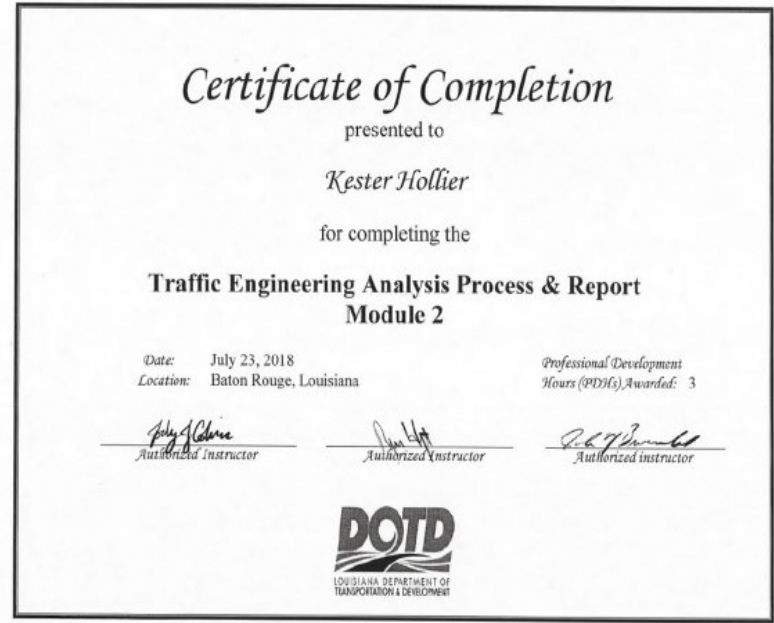 Certificate of Completion
presented to
Kester Hollier
for completing the
Traffic Engineering Analysis Process & Report
Module 2
Date: July 23, 2018
Location: Baton Rouge, Louisiana
Professional Development
Hours (PDHs) Awarded: 3
Authorized Instructor
Authorized Instructor
Authorized instructor
DOTD
LOUISIANA DEPARTMENT OF
TRANSPORTATION & DEVELOPMENT